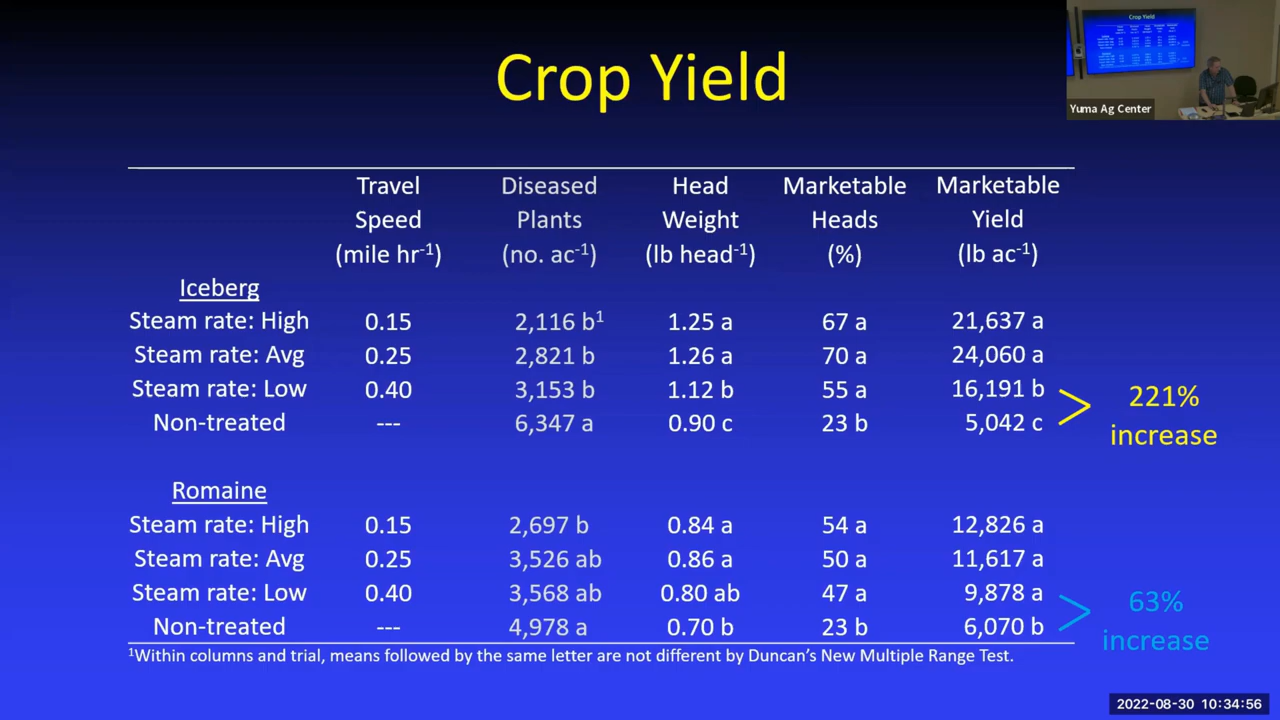 Crop Yield
Yuma Ag Center
Travel Speed (mile hr⁻¹) Diseased Plants (no. ac⁻¹) Head Weight (lb head⁻¹) Marketable Heads (%) Marketable Yield (lb ac⁻¹)
Iceberg
Steam rate: High 0.15 2,116 b¹ 1.25 a 67 a 21,637 a
Steam rate: Avg 0.25 2,821 b 1.26 a 70 a 24,060 a
Steam rate: Low 0.40 3,153 b 1.12 b 55 a 16,191 b
Non-treated --- 6,347 a 0.90 c 23 b 5,042 c
221%
increase
Romaine
Steam rate: High 0.15 2,697 b 0.84 a 54 a 12,826 a
Steam rate: Avg 0.25 3,526 ab 0.86 a 50 a 11,617 a
Steam rate: Low 0.40 3,568 ab 0.80 ab 47 a 9,878 a
Non-treated --- 4,978 a 0.70 b 23 b 6,070 b
63%
increase
¹Within columns and trial, means followed by the same letter are not different by Duncan's New Multiple Range Test.
2022-08-30 10:34:56